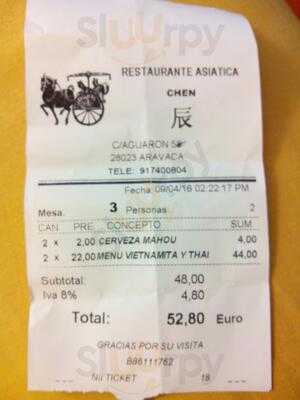 Sluurpy
RESTAURANTE ASIATICA
CHEN
辰
C/AGUARON 5
28023 ARAVACA
TELE: 917400804
Fecha: 09/04/16 02:22:17 PM
Mesa. 3 Personas: 2
CAN PRE CONCEPTO SUM
2 x 2,00 CERVEZA MAHOU 4,00
2 x 22,00 MENU VIETNAMITA Y THAI 44,00
Subtotal: 48,00
Iva 8% 4,80
Total: 52,80 Euro
GRACIAS POR SU VISITA
B86111762
Nº TICKET 18
Sluurpy